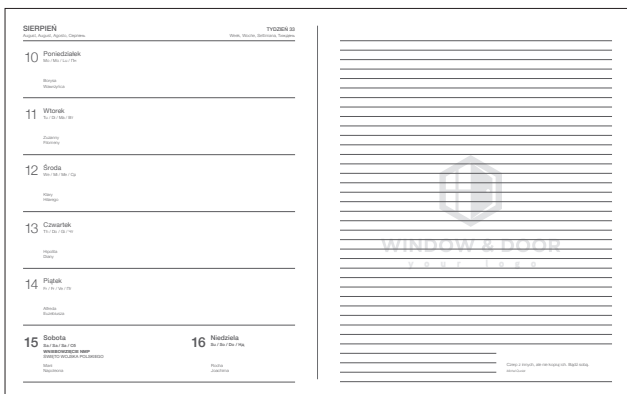 SIERPIEŃ
August, August, Agosto, Серпень
TYDZIEŃ 33
Week, Woche, Settimana, Тиждень
10 Poniedziałek
Mo / Mo / Lu / Пн
Borysa
Wawrzyńca
11 Wtorek
Tu / Di / Ma / Вт
Zuzanny
Filomeny
12 Środa
We / Mi / Me / Ср
Klary
Hilarego
13 Czwartek
Th / Do / Gi / Чт
Hipolita
Diany
14 Piątek
Fr / Fr / Ve / Пт
Alfreda
Euzebiusza
15 Sobota
Sa / Sa / Sa / Сб
WNIEBOWZIĘCIE NMP
ŚWIĘTO WOJSKA POLSKIEGO
Marii
Napoleona
16 Niedziela
Su / So / Do / Нд
Rocha
Joachima
WINDOW & DOOR
your logo